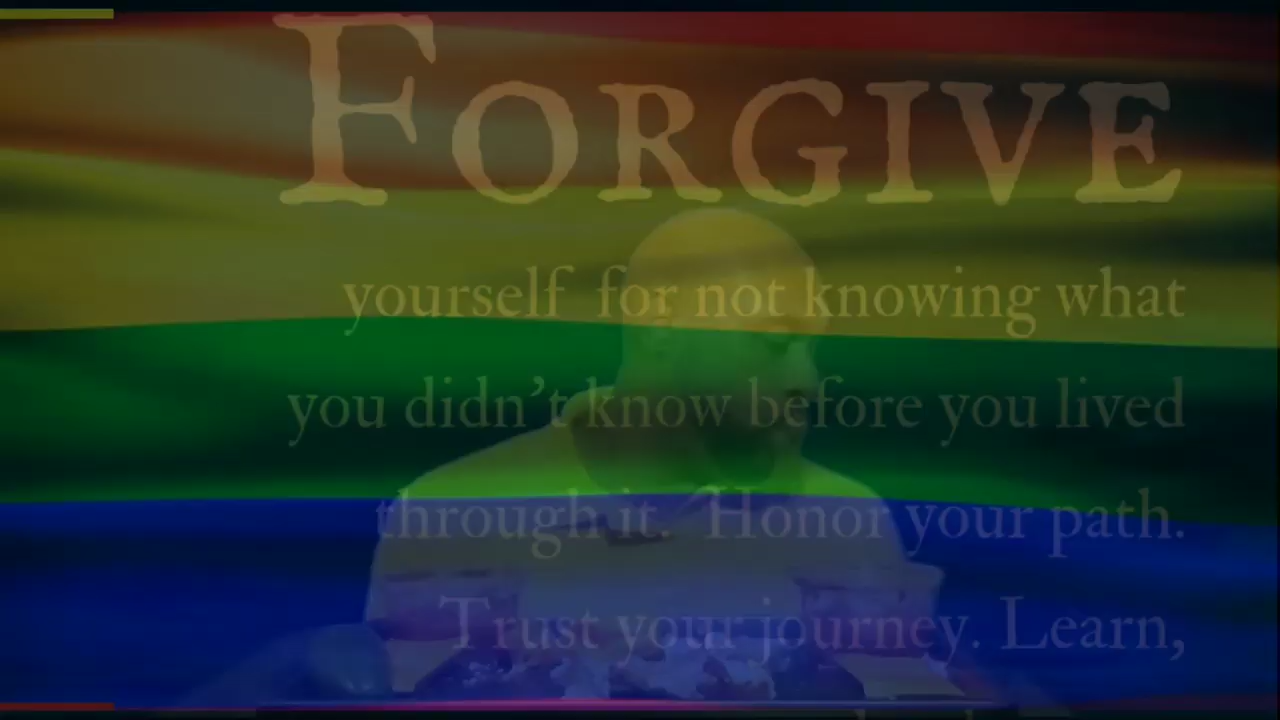 FORGIVE
yourself for not knowing what
you didn't know before you lived
through it. Honor your path.
Trust your journey. Learn,